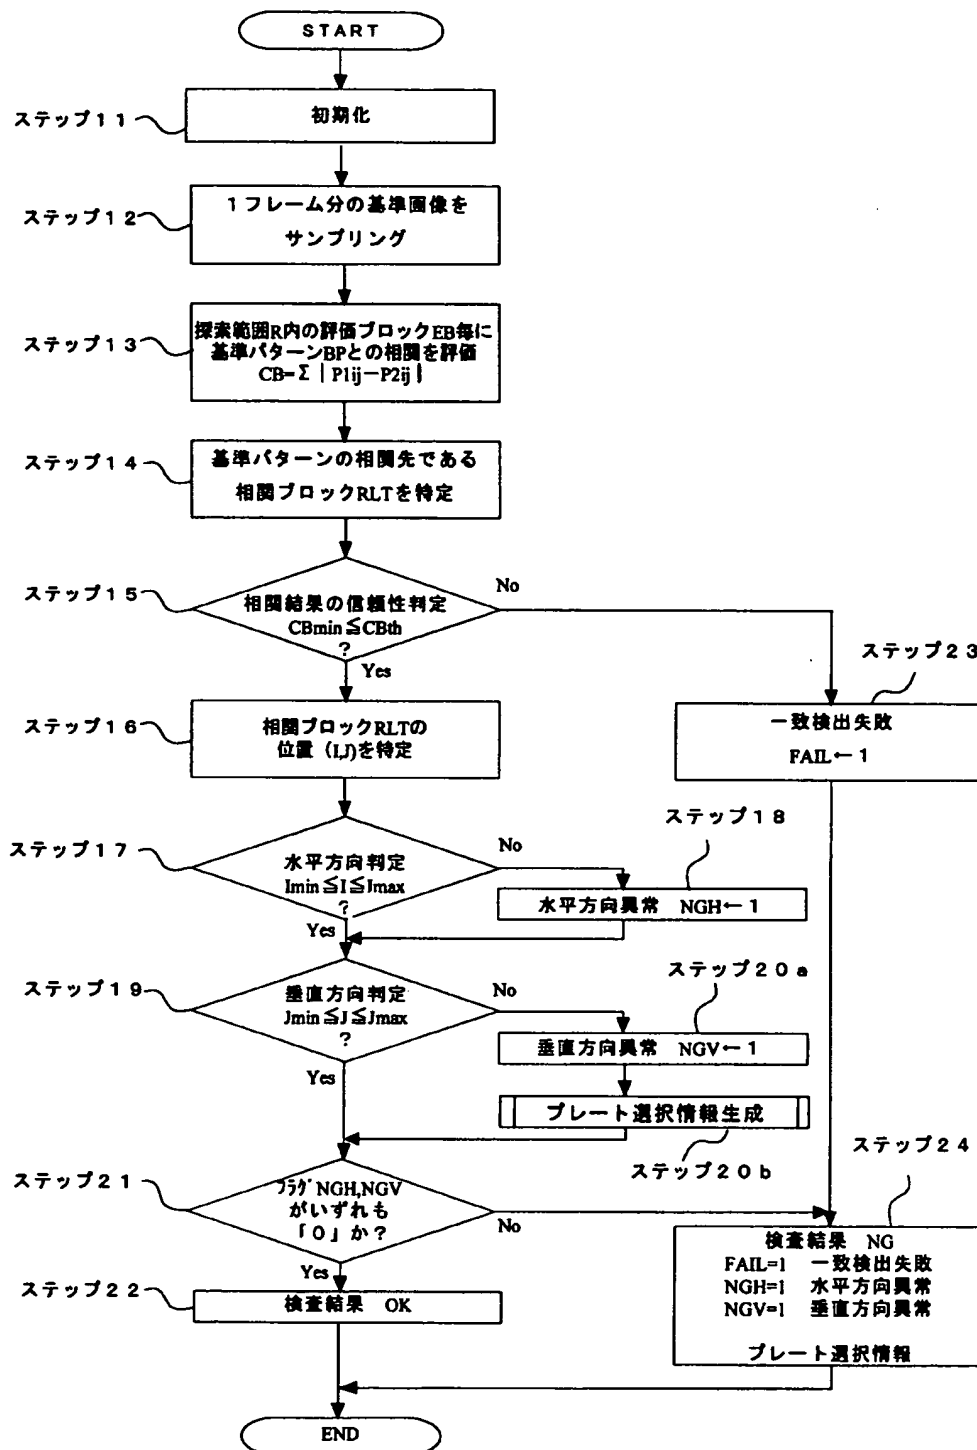 START
ステップ11
初期化
ステップ12
1フレーム分の基準画像を
サンプリング
ステップ13
探索範囲R内の評価ブロックEB毎に
基準パターンBPとの相関を評価
CB=Σ|P1ij-P2ij|
ステップ14
基準パターンの相関先である
相関ブロックRLTを特定
ステップ15
相関結果の信頼性判定
CBmin≦CBth
?
No
Yes
ステップ23
一致検出失敗
FAIL←1
ステップ16
相関ブロックRLTの
位置(I,J)を特定
ステップ17
水平方向判定
Imin≦I≦Jmax
?
No
Yes
ステップ18
水平方向異常 NGH←1
ステップ19
垂直方向判定
Jmin≦J≦Jmax
?
No
Yes
ステップ20a
垂直方向異常 NGV←1
プレート選択情報生成
ステップ20b
ステップ21
フラグNGH,NGV
がいずれも
「0」か?
No
Yes
ステップ24
検査結果 NG
FAIL=1 一致検出失敗
NGH=1 水平方向異常
NGV=1 垂直方向異常
プレート選択情報
ステップ22
検査結果 OK
END